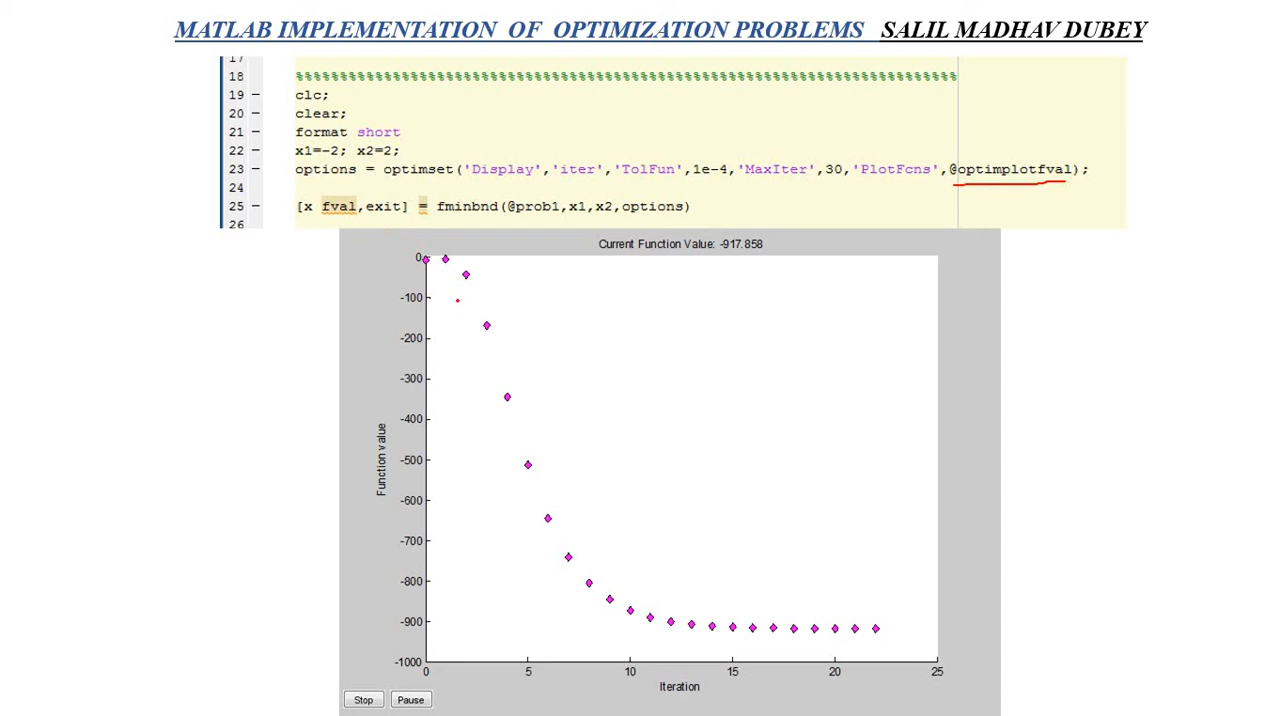 MATLAB IMPLEMENTATION OF OPTIMIZATION PROBLEMS SALIL MADHAV DUBEY
17
18 %%%%%%%%%%%%%%%%%%%%%%%%%%%%%%%%%%%%%%%%%%%%%%%%%%%%%%%%%%%%%%%%%%%%%%%%%%%
19 – clc;
20 – clear;
21 – format short
22 – x1=-2; x2=2;
23 – options = optimset('Display','iter','TolFun',1e-4,'MaxIter',30,'PlotFcns',@optimplotfval);
24
25 – [x fval,exit] = fminbnd(@prob1,x1,x2,options)
26
Current Function Value: -917.858
0
-100
-200
-300
-400
-500
-600
-700
-800
-900
-1000
Function value
0 5 10 15 20 25
Iteration
Stop Pause